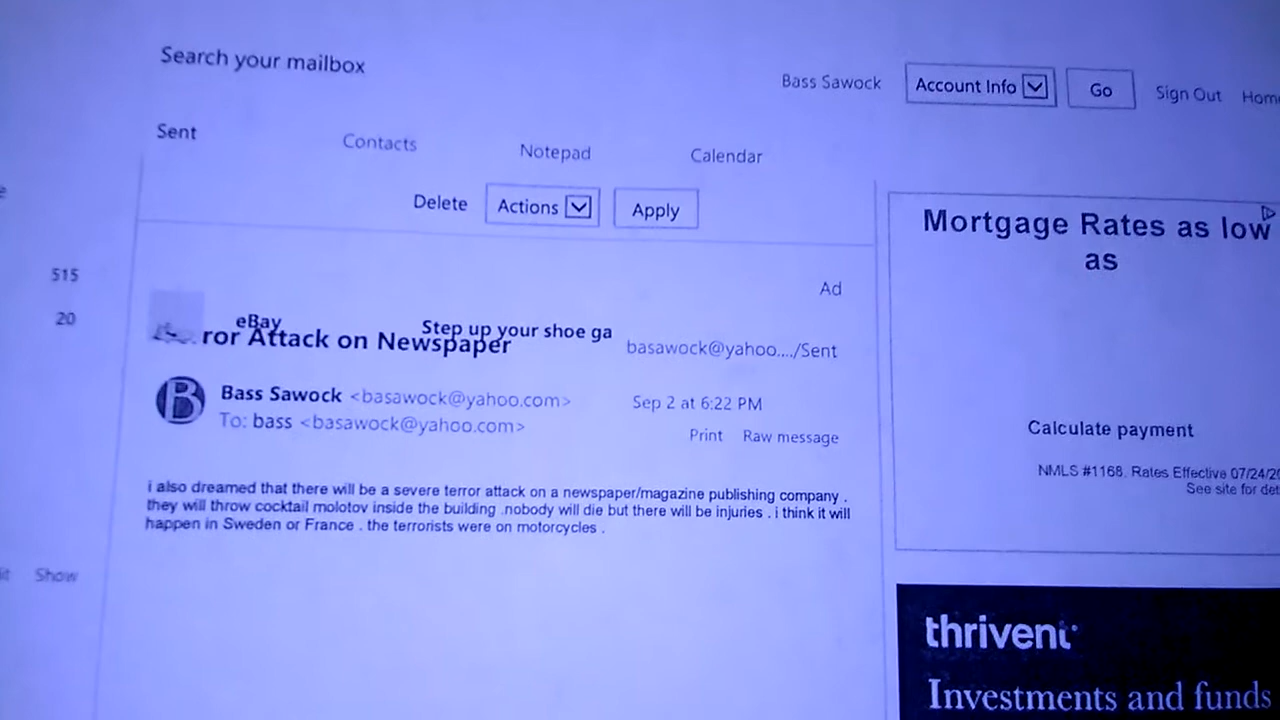 Search your mailbox
Bass Sawock Account Info Go Sign Out
Sent Contacts Notepad Calendar
Delete Actions Apply
515
20
Ad
eBay Step up your shoe ga
ror Attack on Newspaper basawock@yahoo..../Sent
B
Bass Sawock <basawock@yahoo.com> Sep 2 at 6:22 PM
To: bass <basawock@yahoo.com>
Print Raw message
i also dreamed that there will be a severe terror attack on a newspaper/magazine publishing company .
they will throw cocktail molotov inside the building .nobody will die but there will be injuries . i think it will
happen in Sweden or France . the terrorists were on motorcycles .
Show
Mortgage Rates as low
as
Calculate payment
NMLS #1168. Rates Effective 07/24/20
See site for det
thrivent
Investments and funds